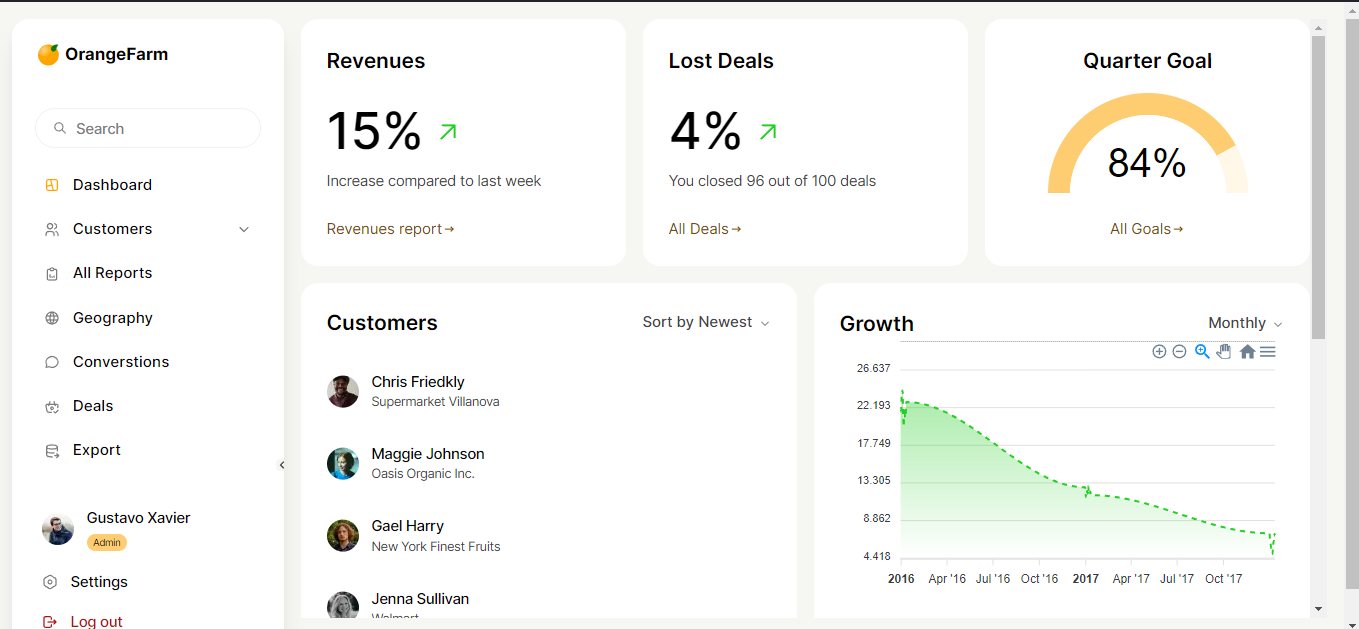 OrangeFarm
Search
Dashboard
Customers
All Reports
Geography
Converstions
Deals
Export
Gustavo Xavier
Admin
Settings
Log out
Revenues
15%
Increase compared to last week
Revenues report→
Lost Deals
4%
You closed 96 out of 100 deals
All Deals→
Quarter Goal
84%
All Goals→
Customers
Sort by Newest
Chris Friedkly
Supermarket Villanova
Maggie Johnson
Oasis Organic Inc.
Gael Harry
New York Finest Fruits
Jenna Sullivan
Walmart
Growth
Monthly
26.637
22.193
17.749
13.305
8.862
4.418
2016 Apr '16 Jul '16 Oct '16 2017 Apr '17 Jul '17 Oct '17